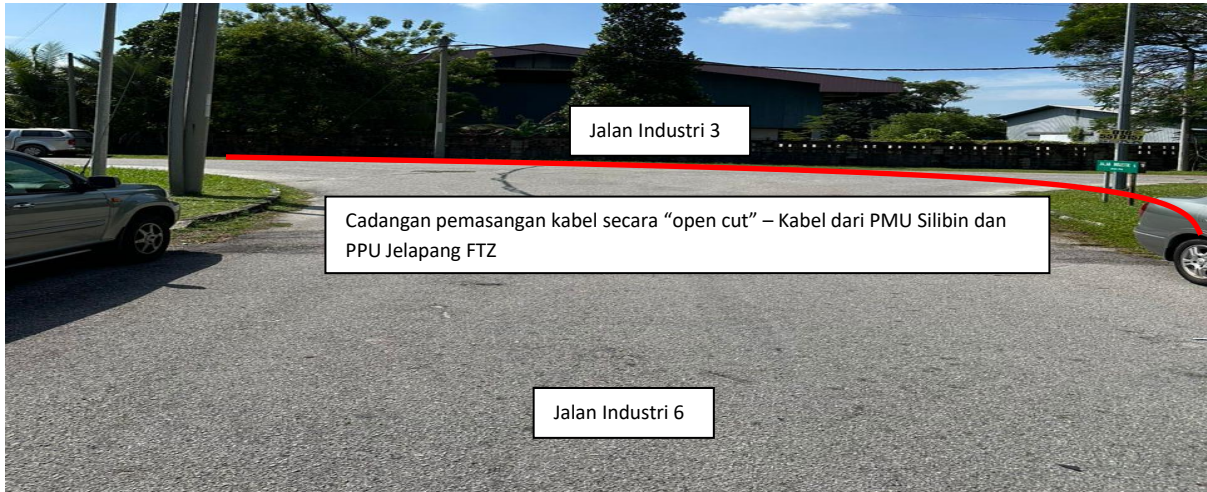 Jalan Industri 3
Cadangan pemasangan kabel secara “open cut” – Kabel dari PMU Silibin dan
PPU Jelapang FTZ
Jalan Industri 6